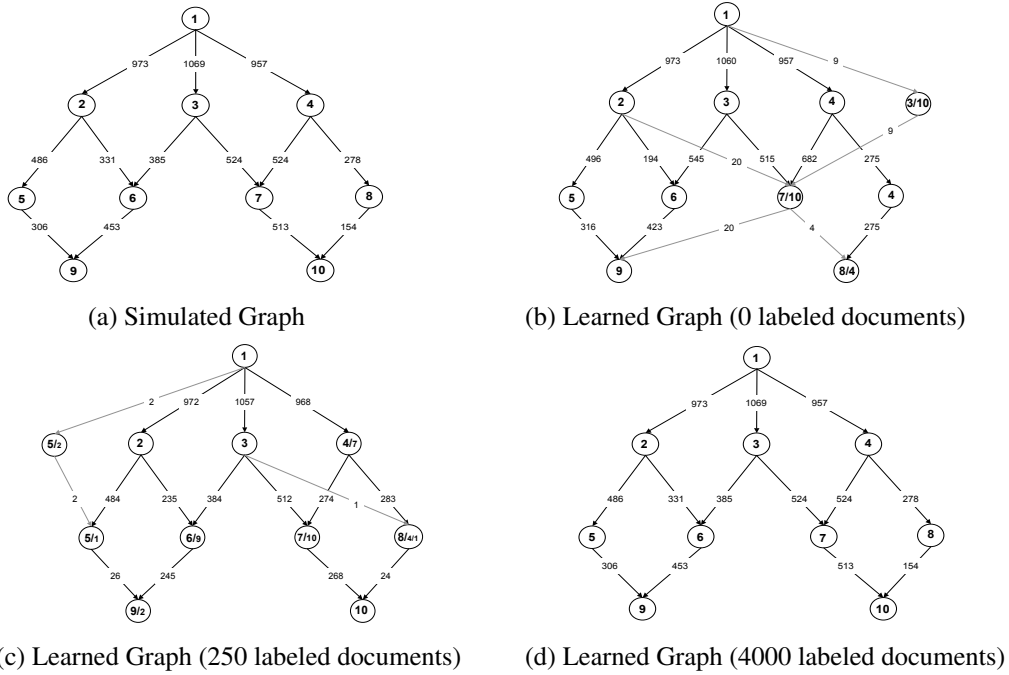 1
973 1069 957
2 3 4
486 331 385 524 524 278
5 6 7 8
306 453 513 154
9 10
(a) Simulated Graph
1
973 1060 957 9
2 3 4 3/10
9
496 194 545 20 515 682 275
5 6 7/10 4
316 423 20 4 275
9 8/4
(b) Learned Graph (0 labeled documents)
1
2 972 1057 968
5/2 2 3 4/7
2 484 235 384 512 274 1 283
5/1 6/9 7/10 8/4/1
26 245 268 24
9/2 10
(c) Learned Graph (250 labeled documents)
1
973 1069 957
2 3 4
486 331 385 524 524 278
5 6 7 8
306 453 513 154
9 10
(d) Learned Graph (4000 labeled documents)